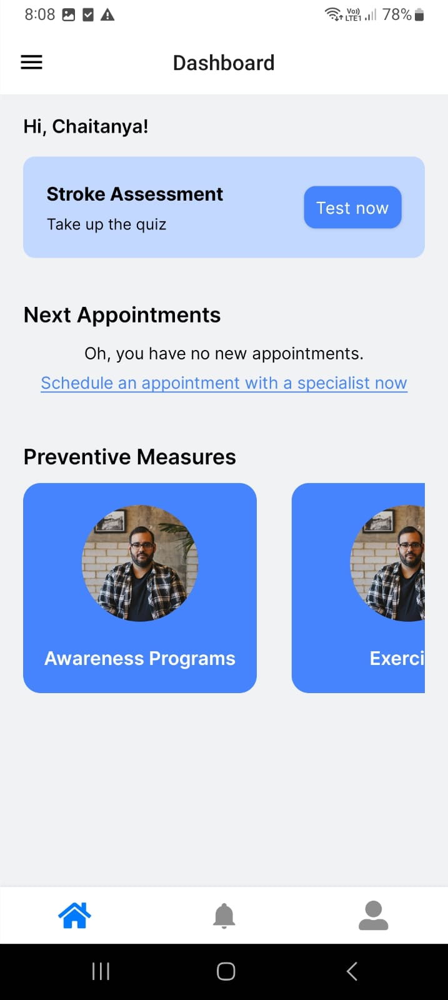 8:08
Vo))
LTE1
78%
Dashboard
Hi, Chaitanya!
Stroke Assessment
Take up the quiz
Test now
Next Appointments
Oh, you have no new appointments.
Schedule an appointment with a specialist now
Preventive Measures
Awareness Programs
Exerci